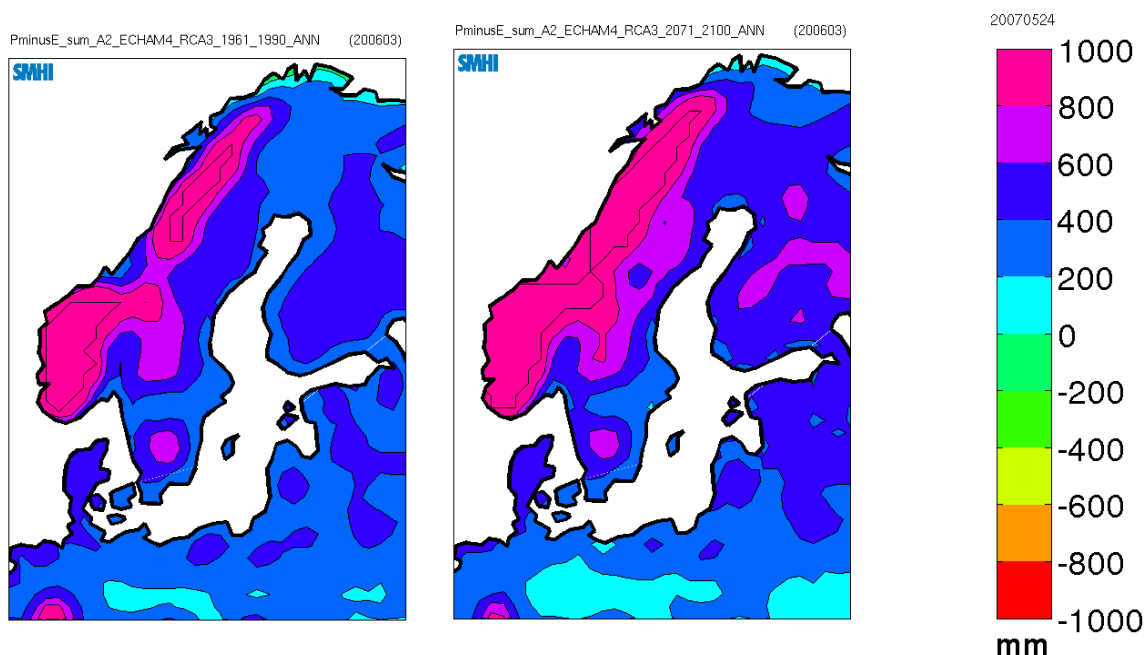 PminusE_sum_A2_ECHAM4_RCA3_1961_1990_ANN (200603)
SMHI
PminusE_sum_A2_ECHAM4_RCA3_2071_2100_ANN (200603)
SMHI
20070524
1000
800
600
400
200
0
-200
-400
-600
-800
-1000
mm